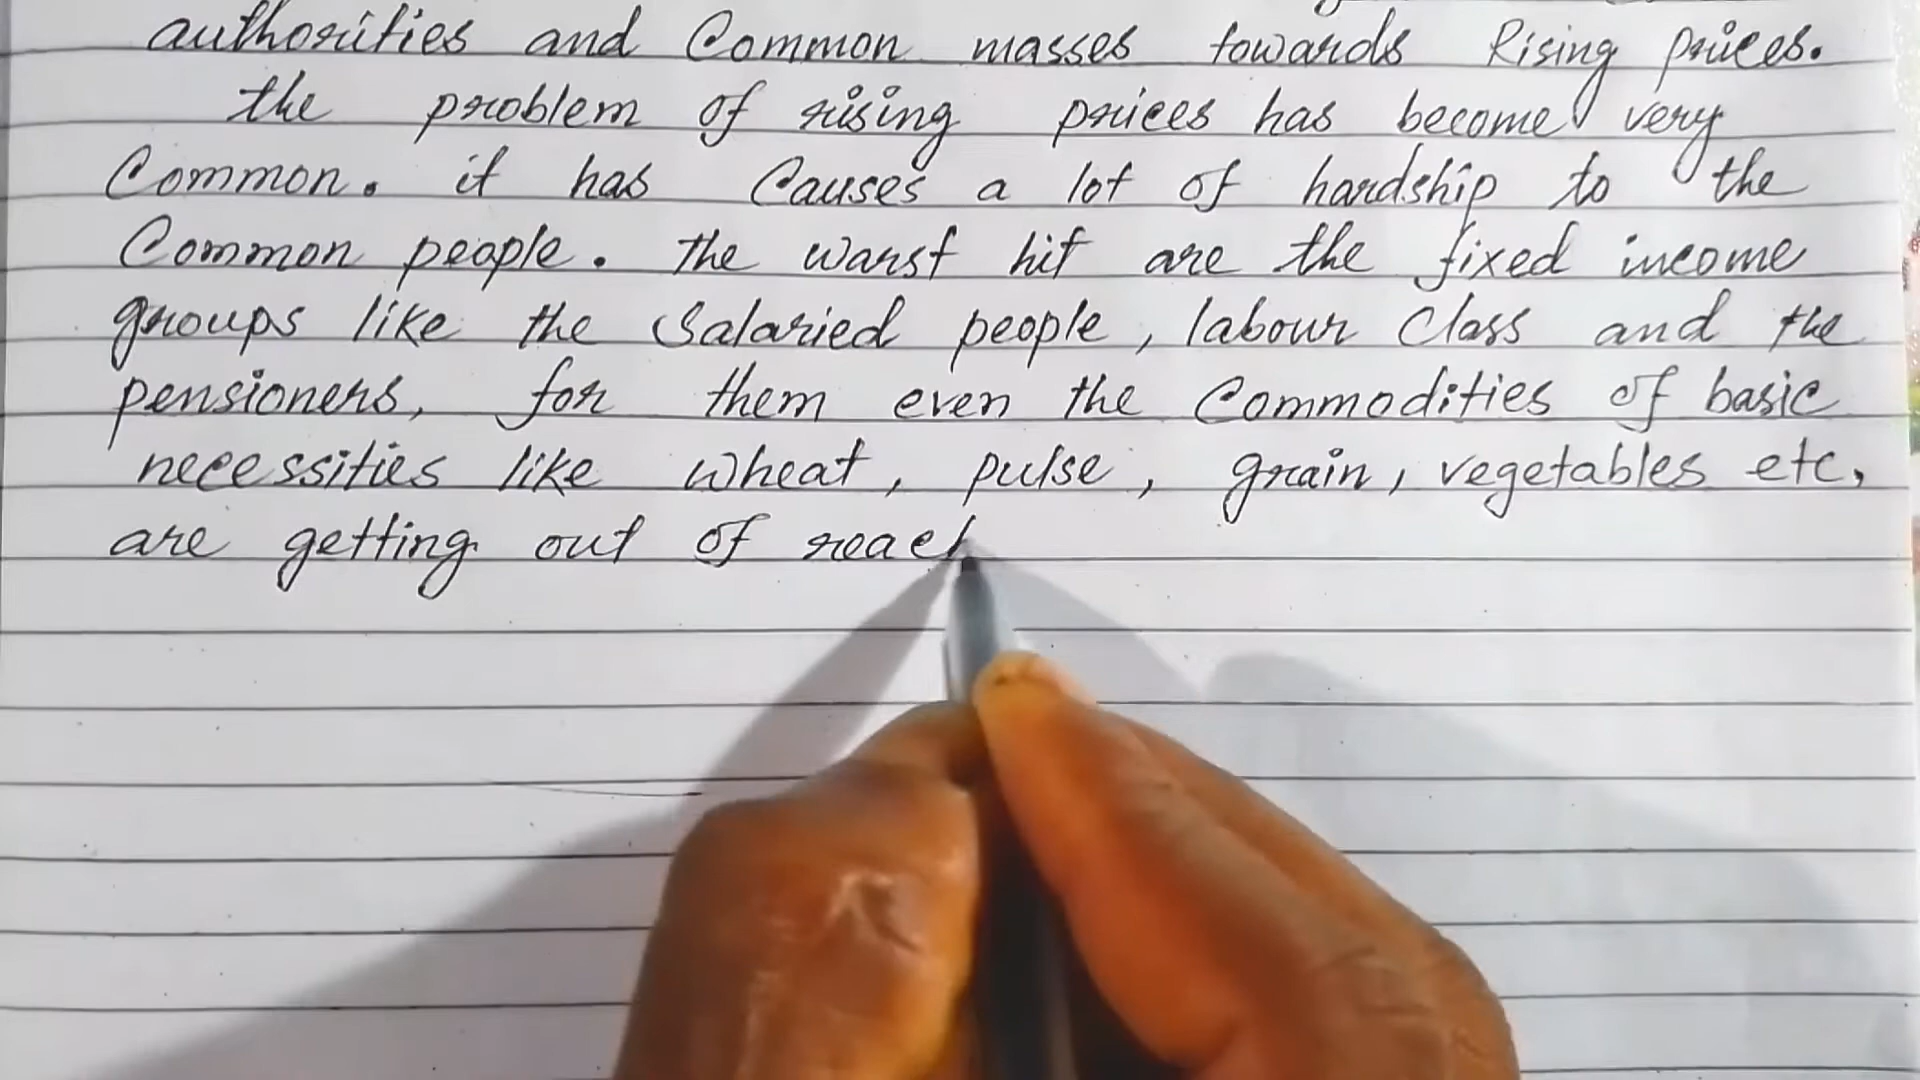 authorities and Common masses towards Rising prices.
the problem of rising prices has become very
Common. it has Causes a lot of hardship to the
Common people. The warst hit are the fixed income
groups like the Salaried people, labour Class and the
pensioners, for them even the Commodities of basic
necessities like wheat, pulse, grain, vegetables etc,
are getting out of reach